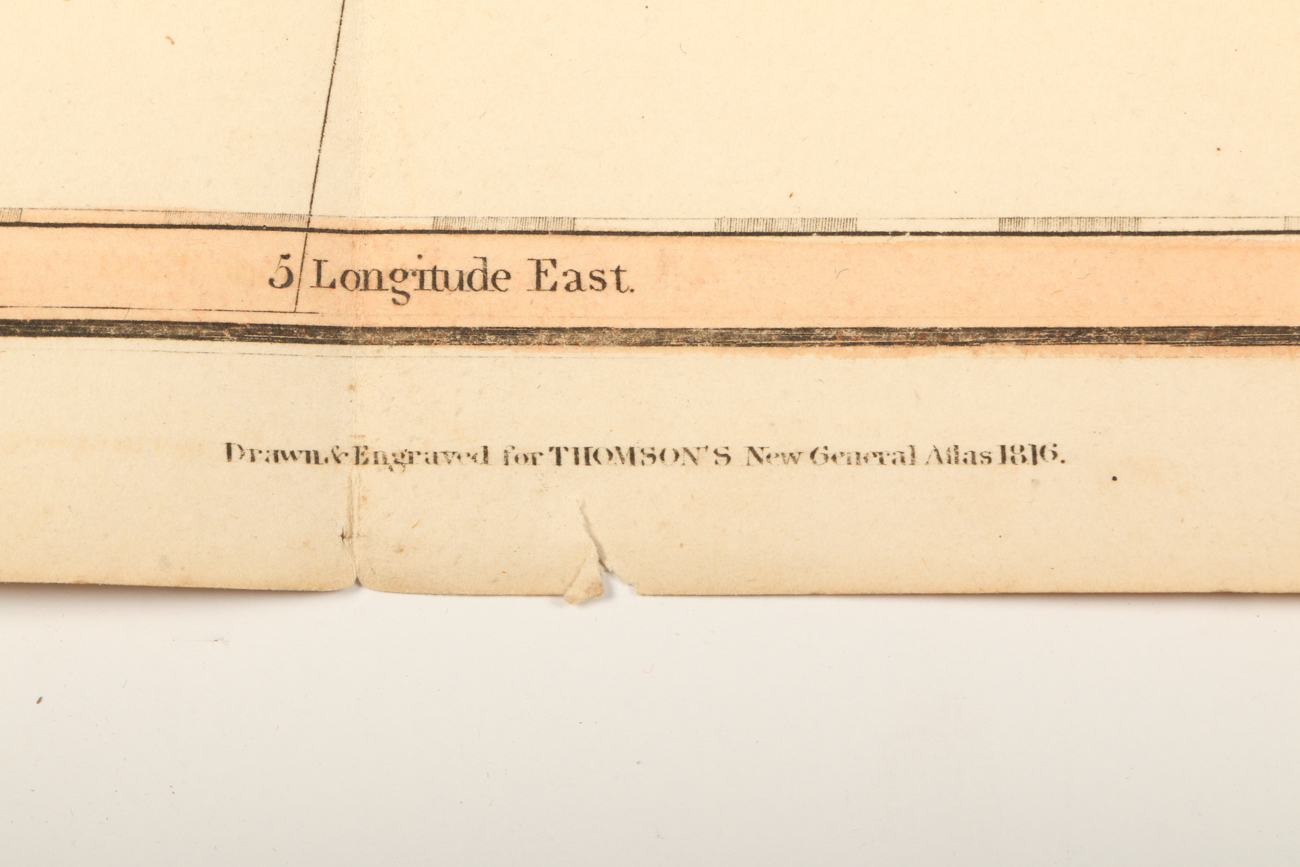 5 Longitude East.
Drawn & Engraved for THOMSON'S New General Atlas 1816.